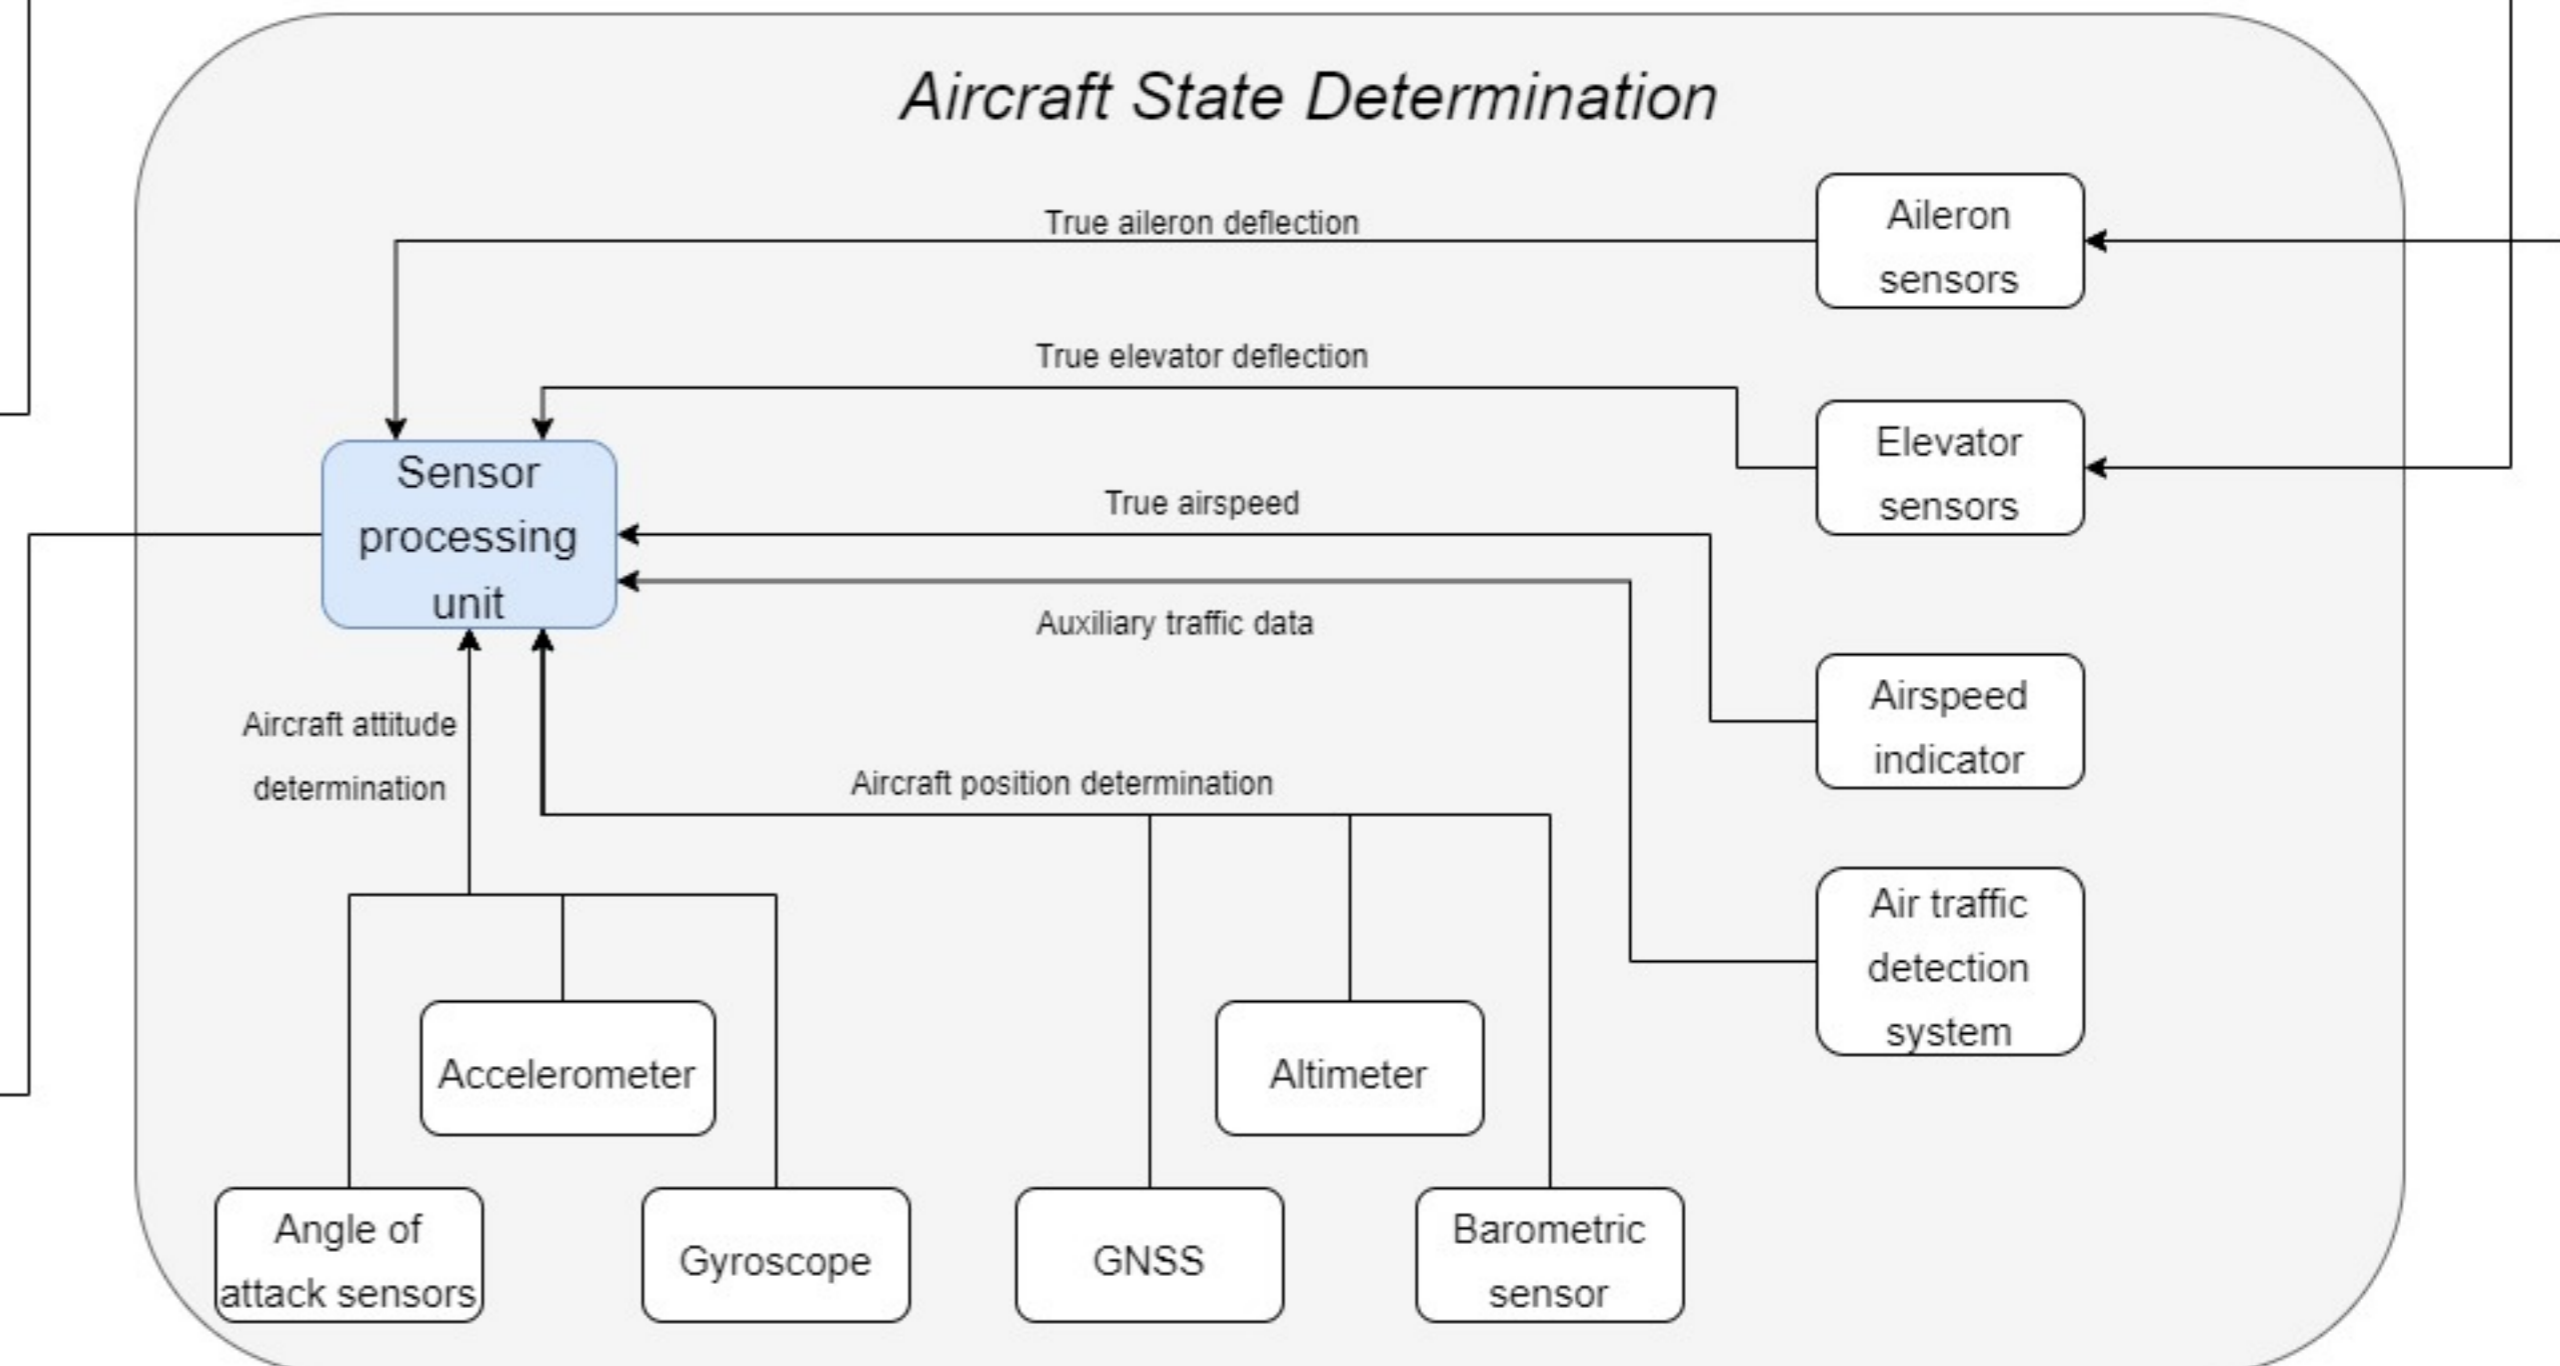 Aircraft State Determination
True aileron deflection
Aileron
sensors
True elevator deflection
Elevator
sensors
Sensor
processing
unit
True airspeed
Auxiliary traffic data
Airspeed
indicator
Aircraft attitude
determination
Aircraft position determination
Air traffic
detection
system
Accelerometer
Altimeter
Angle of
attack sensors
Gyroscope
GNSS
Barometric
sensor